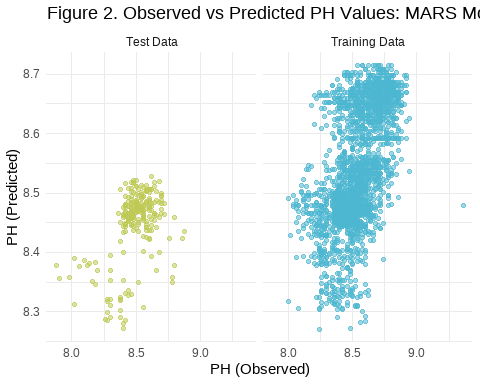 Figure 2. Observed vs Predicted PH Values: MARS Mo
Test Data
Training Data
8.7
8.6
8.5
8.4
8.3
PH (Predicted)
8.0 8.5 9.0 8.0 8.5 9.0
PH (Observed)